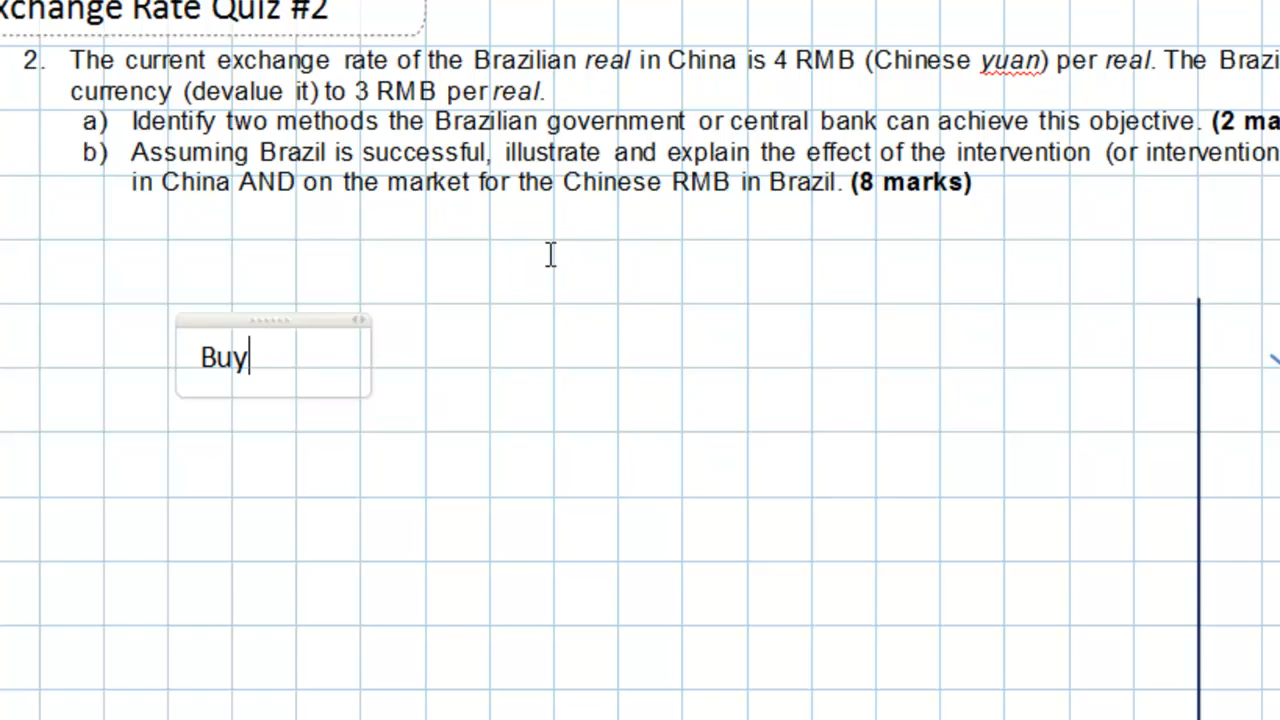 change Rate Quiz #2
2. The current exchange rate of the Brazilian real in China is 4 RMB (Chinese yuan) per real. The Brazi
currency (devalue it) to 3 RMB per real.
a) Identify two methods the Brazilian government or central bank can achieve this objective. (2 ma
b) Assuming Brazil is successful, illustrate and explain the effect of the intervention (or intervention
in China AND on the market for the Chinese RMB in Brazil. (8 marks)
Buy